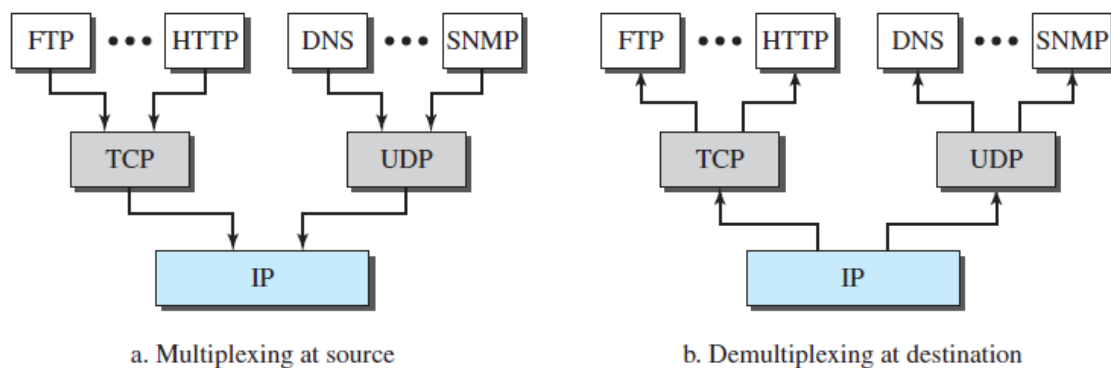 FTP ••• HTTP DNS ••• SNMP
TCP UDP
IP
a. Multiplexing at source
FTP ••• HTTP DNS ••• SNMP
TCP UDP
IP
b. Demultiplexing at destination